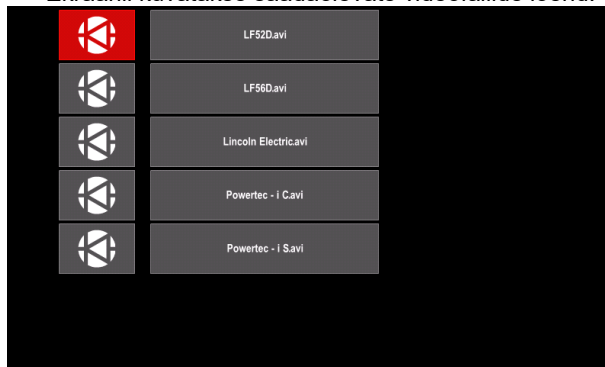 LF52D.avi
LF56D.avi
Lincoln Electric.avi
Powertec - i C.avi
Powertec - i S.avi